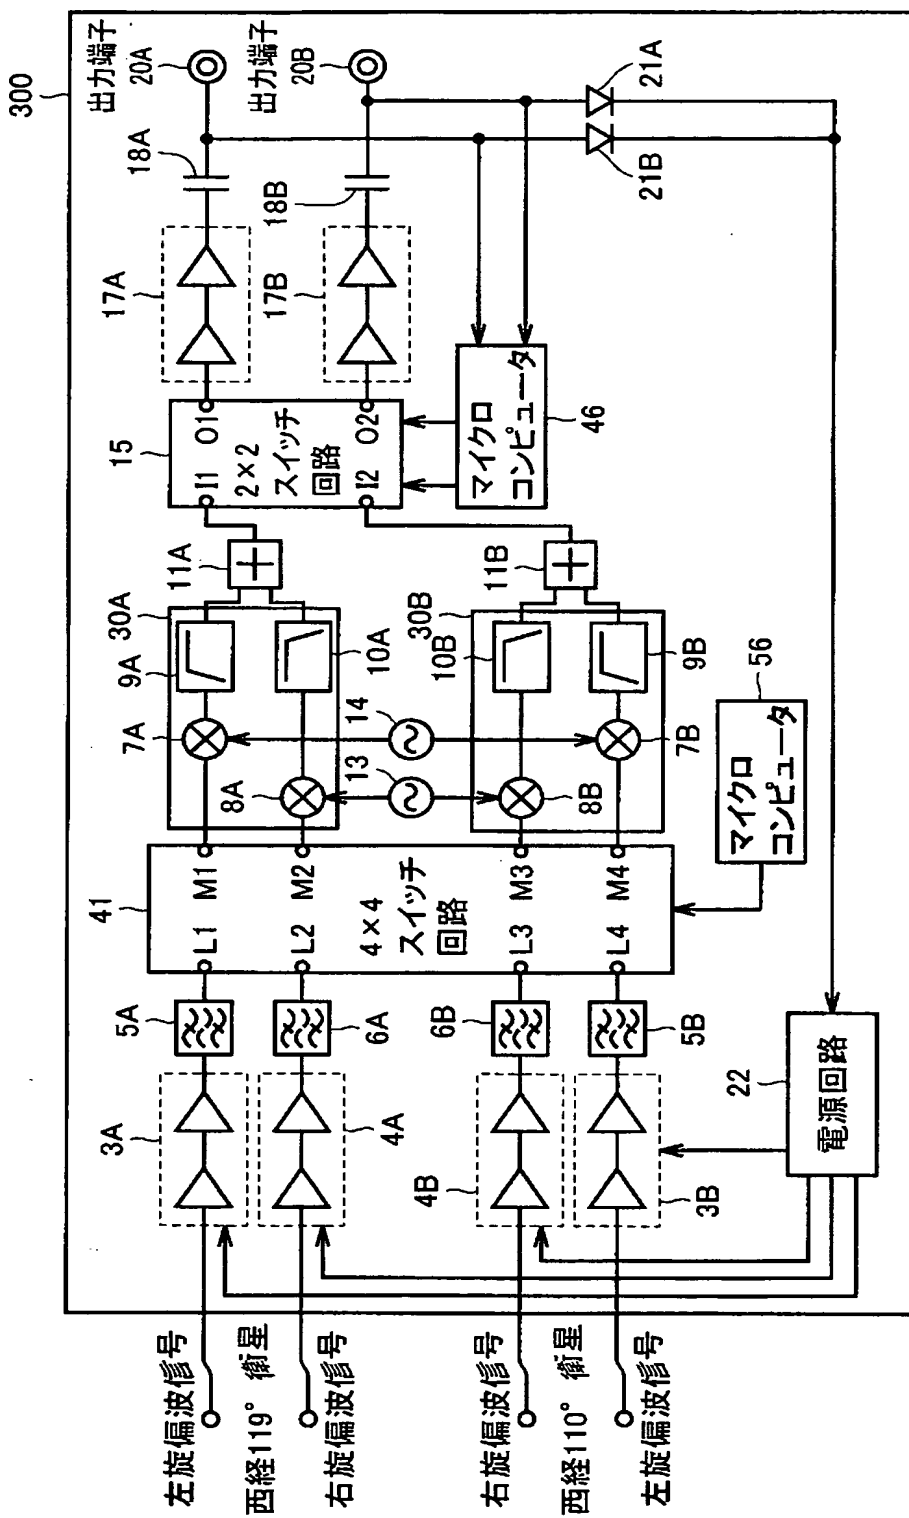 300
左旋偏波信号
西経119° 衛星
右旋偏波信号
右旋偏波信号
西経110° 衛星
左旋偏波信号
3A
4A
4B
3B
5A
6A
6B
5B
22
電源回路
41
L1 M1
L2 M2
4×4
スイッチ
回路
L3 M3
L4 M4
56
マイクロ
コンピュータ
7A
8A
13
14
8B
7B
9A
30A
10A
10B
30B
9B
11A
11B
15
I1 O1
2×2
スイッチ
回路
I2 O2
46
マイクロ
コンピュータ
17A
17B
18A
18B
出力端子
20A
出力端子
20B
21A
21B